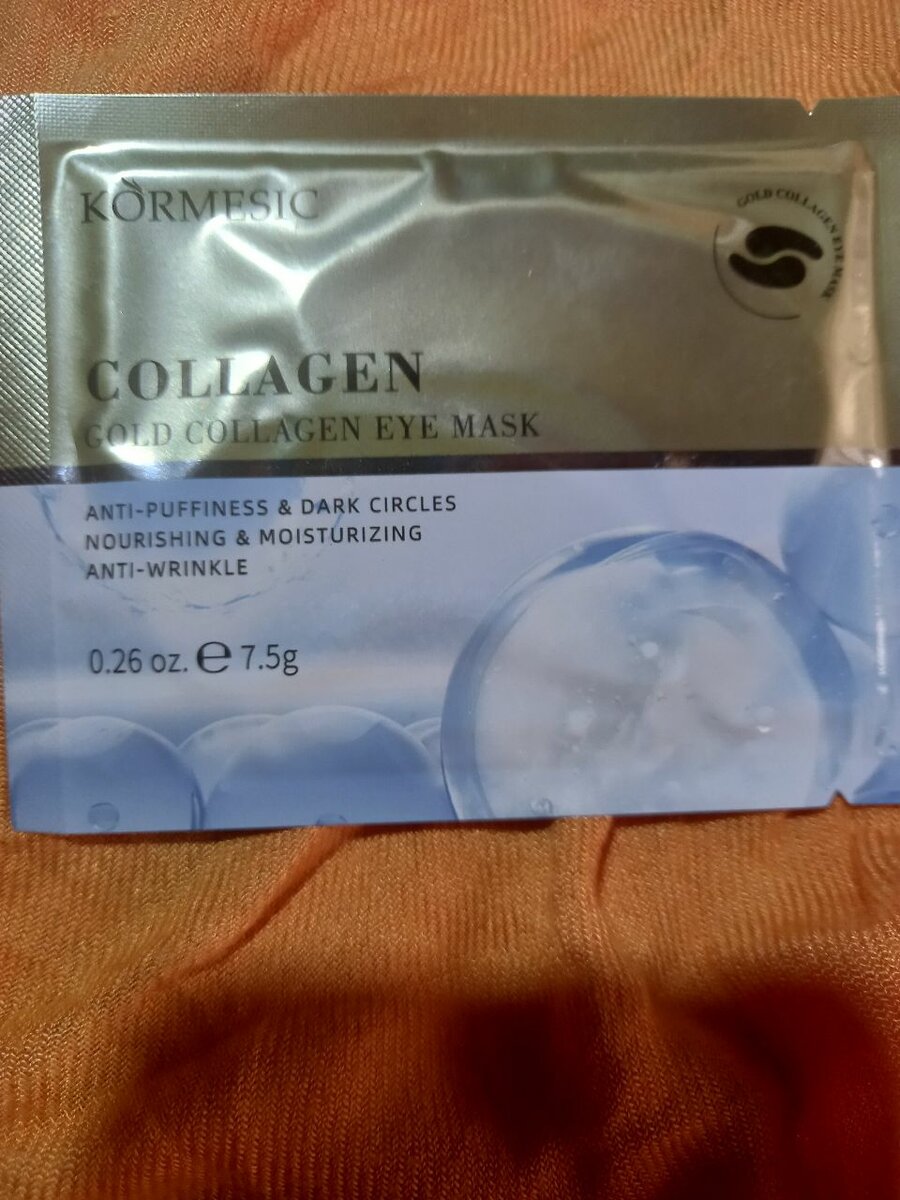 KORMESIC
GOLD COLLAGEN EYE MASK
COLLAGEN
GOLD COLLAGEN EYE MASK
ANTI-PUFFINESS & DARK CIRCLES
NOURISHING & MOISTURIZING
ANTI-WRINKLE
0.26 oz. ℮ 7.5g